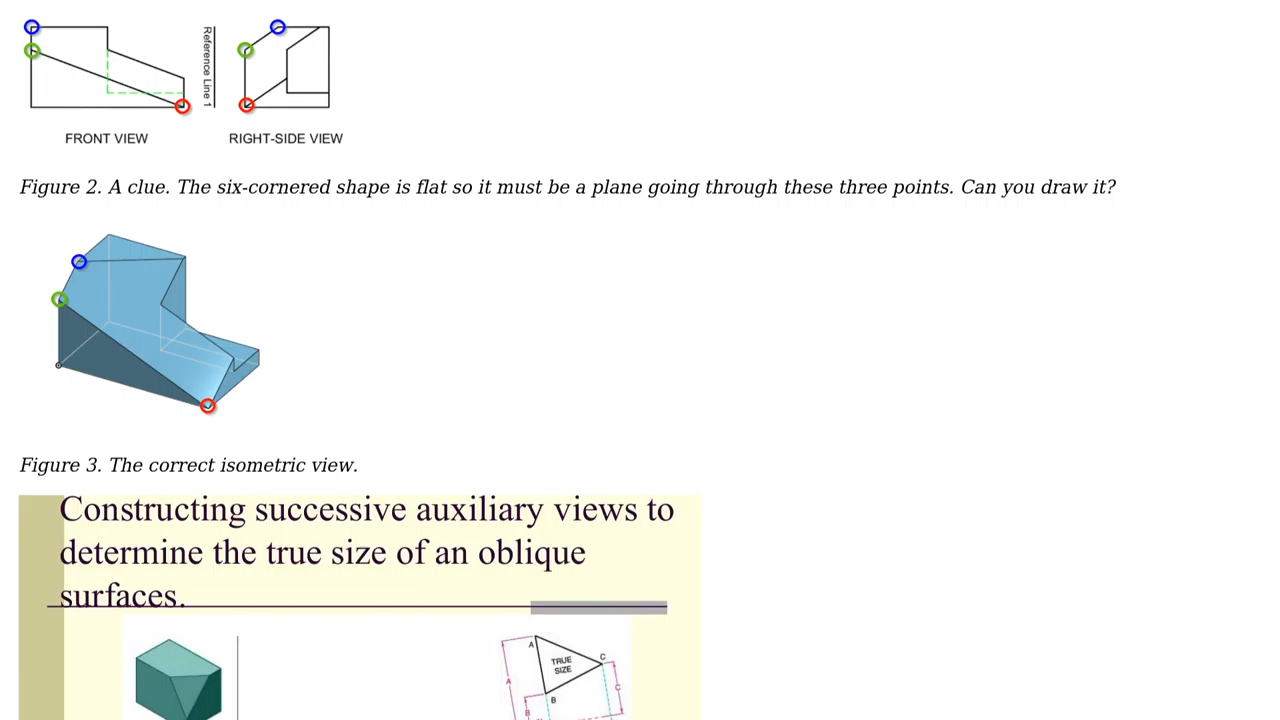 Reference Line 1
FRONT VIEW
RIGHT-SIDE VIEW
Figure 2. A clue. The six-cornered shape is flat so it must be a plane going through these three points. Can you draw it?
Figure 3. The correct isometric view.
Constructing successive auxiliary views to
determine the true size of an oblique
surfaces.
A
TRUE
SIZE
C
A
C
B
B